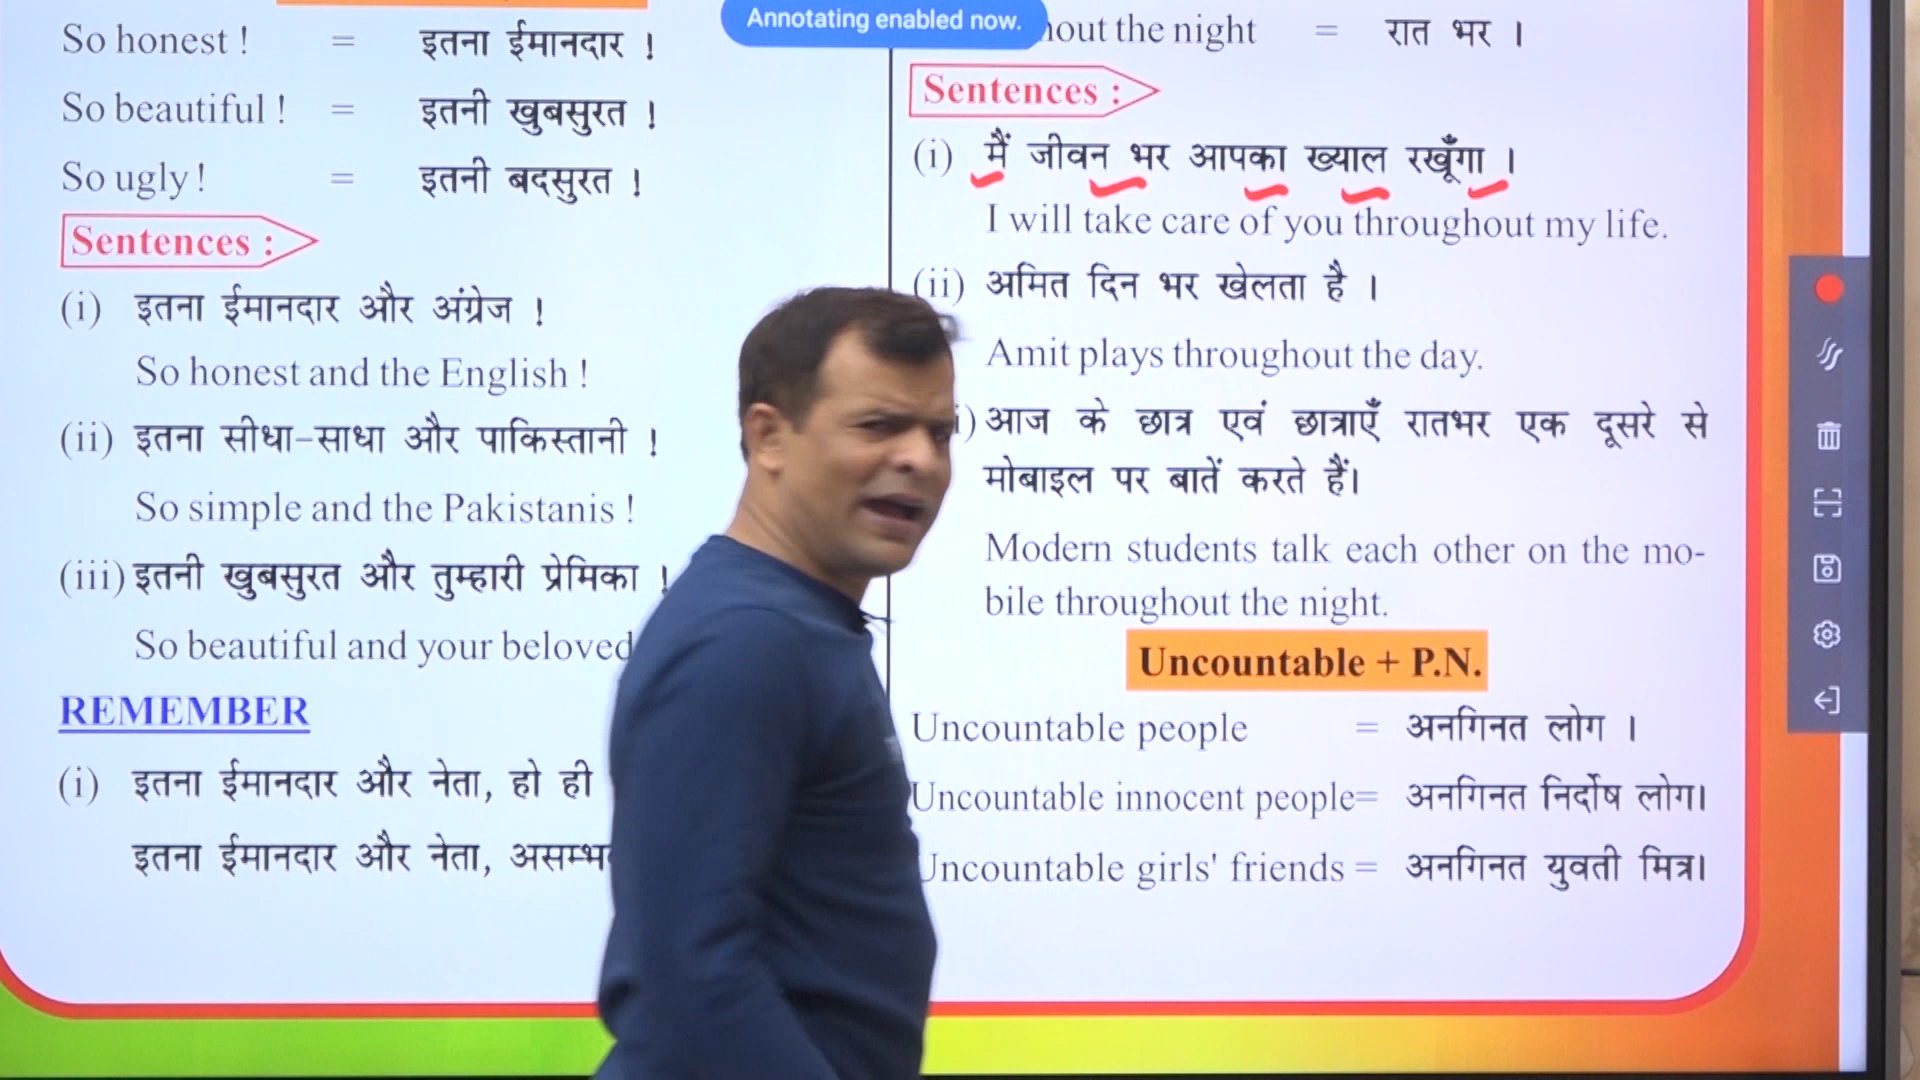 So honest ! = इतना ईमानदार !
So beautiful ! = इतनी खुबसुरत !
So ugly ! = इतनी बदसुरत !
Sentences :
(i) इतना ईमानदार और अंग्रेज !
So honest and the English !
(ii) इतना सीधा-साधा और पाकिस्तानी !
So simple and the Pakistanis !
(iii) इतनी खुबसुरत और तुम्हारी प्रेमिका !
So beautiful and your beloved
REMEMBER
(i) इतना ईमानदार और नेता, हो ही
इतना ईमानदार और नेता,
Annotating enabled now.
the night = रात भर ।
Sentences :
(i) मैं जीवन भर आपका ख्याल रखूँगा ।
I will take care of you throughout my life.
(ii) अमित दिन भर खेलता है ।
Amit plays throughout the day.
आज के छात्र एवं छात्राएँ रातभर एक दूसरे से
मोबाइल पर बातें करते हैं।
Modern students talk each other on the mo-
bile throughout the night.
Uncountable + P.N.
Uncountable people = अनगिनत लोग ।
Uncountable innocent people= अनगिनत निर्दोष लोग।
Uncountable girls' friends = अनगिनत युवती मित्र।